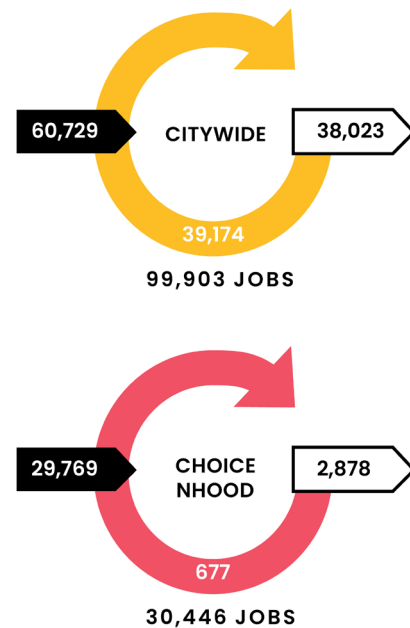 60,729
CITYWIDE
38,023
39,174
99,903 JOBS
29,769
CHOICE
NHOOD
2,878
677
30,446 JOBS